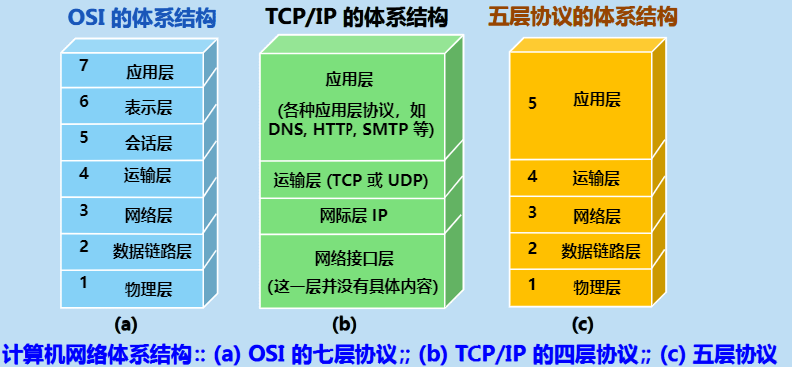 OSI 的体系结构
7 应用层
6 表示层
5 会话层
4 运输层
3 网络层
2 数据链路层
1 物理层
(a)
TCP/IP 的体系结构
应用层
(各种应用层协议，如
DNS, HTTP, SMTP 等)
运输层 (TCP 或 UDP)
网际层 IP
网络接口层
(这一层并没有具体内容)
(b)
五层协议的体系结构
5 应用层
4 运输层
3 网络层
2 数据链路层
1 物理层
(c)
计算机网络体系结构:: (a) OSI 的七层协议;; (b) TCP/IP 的四层协议;; (c) 五层协议